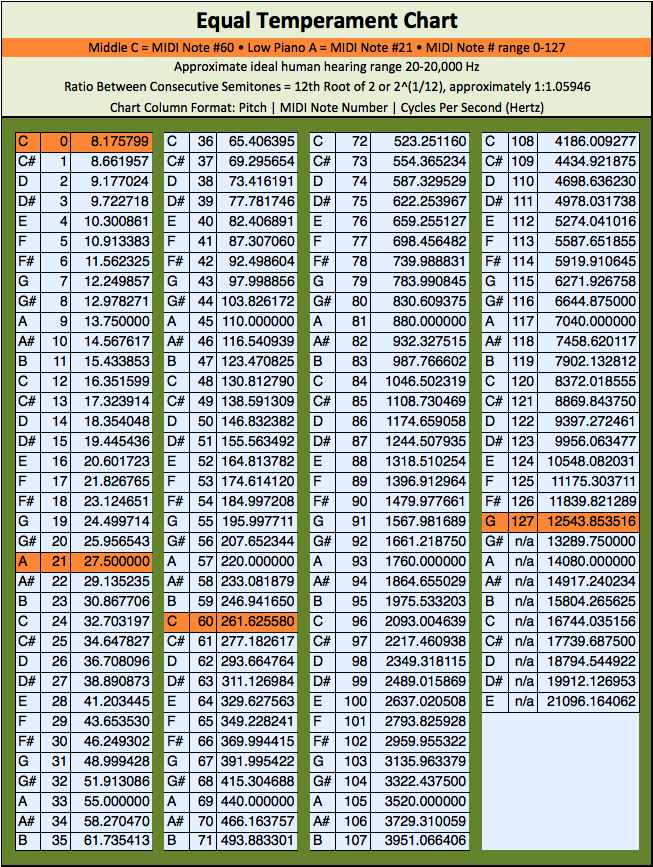 Equal Temperament Chart
Middle C = MIDI Note #60 • Low Piano A = MIDI Note #21 • MIDI Note # range 0-127
Approximate ideal human hearing range 20-20,000 Hz
Ratio Between Consecutive Semitones = 12th Root of 2 or 2^(1/12), approximately 1:1.05946
Chart Column Format: Pitch | MIDI Note Number | Cycles Per Second (Hertz)
C 0 8.175799
C# 1 8.661957
D 2 9.177024
D# 3 9.722718
E 4 10.300861
F 5 10.913383
F# 6 11.562325
G 7 12.249857
G# 8 12.978271
A 9 13.750000
A# 10 14.567617
B 11 15.433853
C 12 16.351599
C# 13 17.323914
D 14 18.354048
D# 15 19.445436
E 16 20.601723
F 17 21.826765
F# 18 23.124651
G 19 24.499714
G# 20 25.956543
A 21 27.500000
A# 22 29.135235
B 23 30.867706
C 24 32.703197
C# 25 34.647827
D 26 36.708096
D# 27 38.890873
E 28 41.203445
F 29 43.653530
F# 30 46.249302
G 31 48.999428
G# 32 51.913086
A 33 55.000000
A# 34 58.270470
B 35 61.735413
C 36 65.406395
C# 37 69.295654
D 38 73.416191
D# 39 77.781746
E 40 82.406891
F 41 87.307060
F# 42 92.498604
G 43 97.998856
G# 44 103.826172
A 45 110.000000
A# 46 116.540939
B 47 123.470825
C 48 130.812790
C# 49 138.591309
D 50 146.832382
D# 51 155.563492
E 52 164.813782
F 53 174.614120
F# 54 184.997208
G 55 195.997711
G# 56 207.652344
A 57 220.000000
A# 58 233.081879
B 59 246.941650
C 60 261.625580
C# 61 277.182617
D 62 293.664764
D# 63 311.126984
E 64 329.627563
F 65 349.228241
F# 66 369.994415
G 67 391.995422
G# 68 415.304688
A 69 440.000000
A# 70 466.163757
B 71 493.883301
C 72 523.251160
C# 73 554.365234
D 74 587.329529
D# 75 622.253967
E 76 659.255127
F 77 698.456482
F# 78 739.988831
G 79 783.990845
G# 80 830.609375
A 81 880.000000
A# 82 932.327515
B 83 987.766602
C 84 1046.502319
C# 85 1108.730469
D 86 1174.659058
D# 87 1244.507935
E 88 1318.510254
F 89 1396.912964
F# 90 1479.977661
G 91 1567.981689
G# 92 1661.218750
A 93 1760.000000
A# 94 1864.655029
B 95 1975.533203
C 96 2093.004639
C# 97 2217.460938
D 98 2349.318115
D# 99 2489.015869
E 100 2637.020508
F 101 2793.825928
F# 102 2959.955322
G 103 3135.963379
G# 104 3322.437500
A 105 3520.000000
A# 106 3729.310059
B 107 3951.066406
C 108 4186.009277
C# 109 4434.921875
D 110 4698.636230
D# 111 4978.031738
E 112 5274.041016
F 113 5587.651855
F# 114 5919.910645
G 115 6271.926758
G# 116 6644.875000
A 117 7040.000000
A# 118 7458.620117
B 119 7902.132812
C 120 8372.018555
C# 121 8869.843750
D 122 9397.272461
D# 123 9956.063477
E 124 10548.082031
F 125 11175.303711
F# 126 11839.821289
G 127 12543.853516
G# n/a 13289.750000
A n/a 14080.000000
A# n/a 14917.240234
B n/a 15804.265625
C n/a 16744.035156
C# n/a 17739.687500
D n/a 18794.544922
D# n/a 19912.126953
E n/a 21096.164062